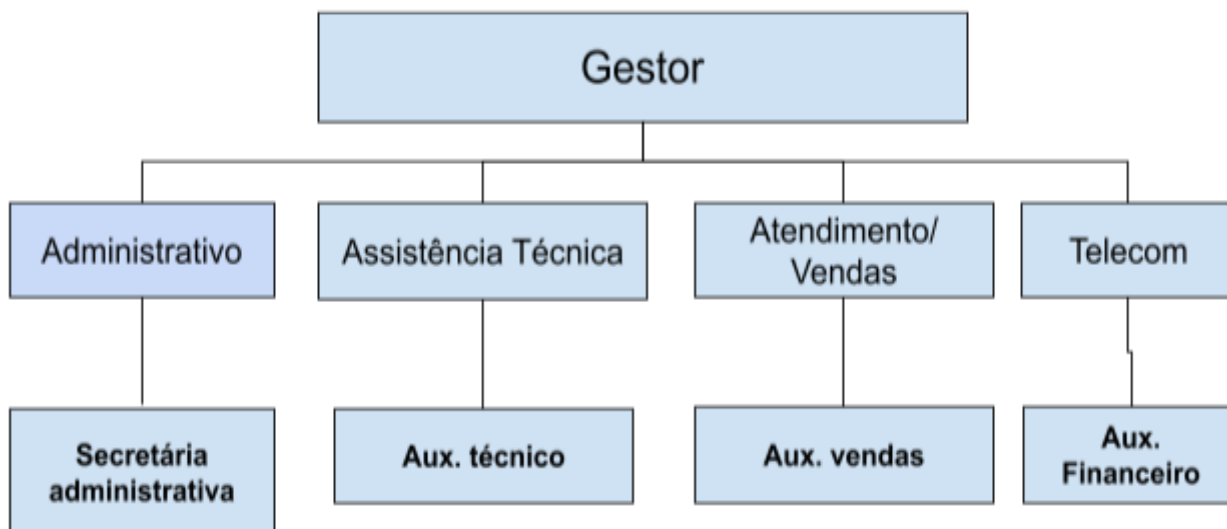 Gestor
Administrativo
Assistência Técnica
Atendimento/
Vendas
Telecom
Secretária
administrativa
Aux. técnico
Aux. vendas
Aux.
Financeiro